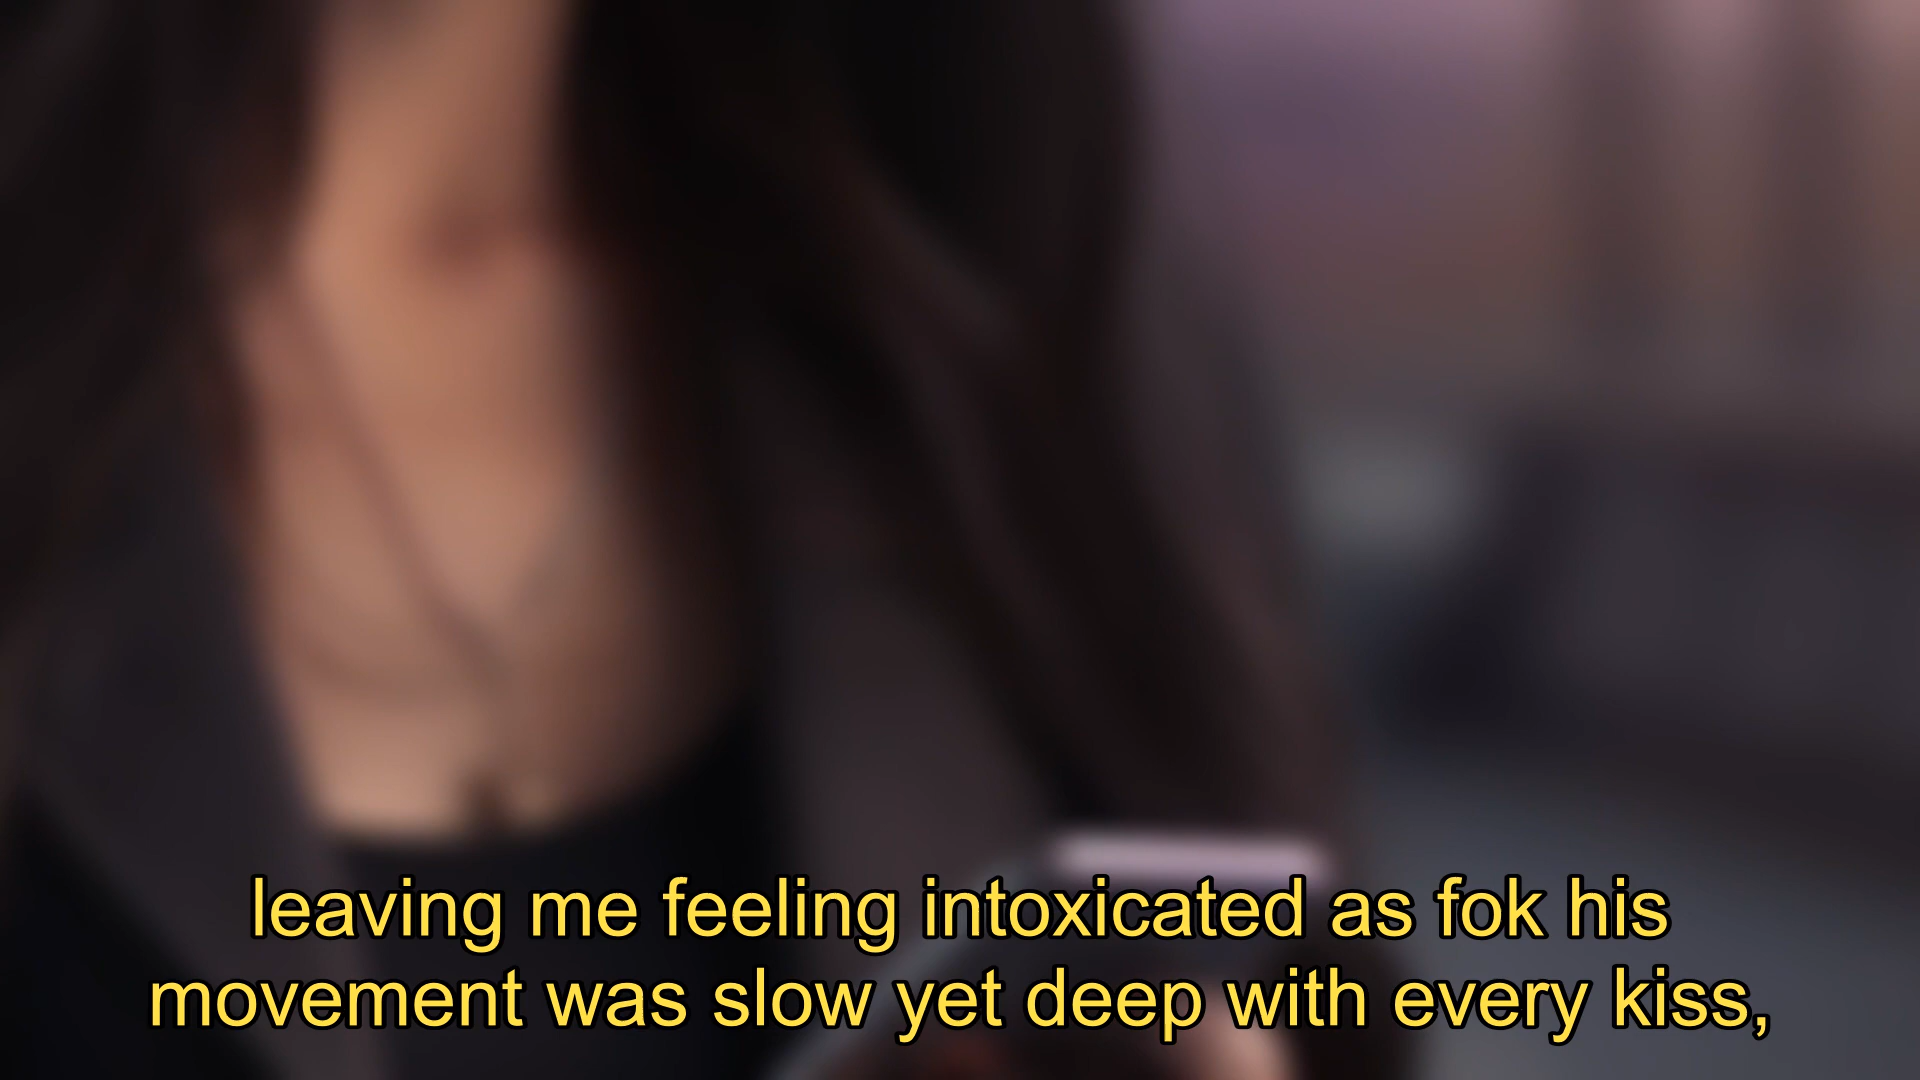 leaving me feeling intoxicated as fok his
movement was slow yet deep with every kiss,